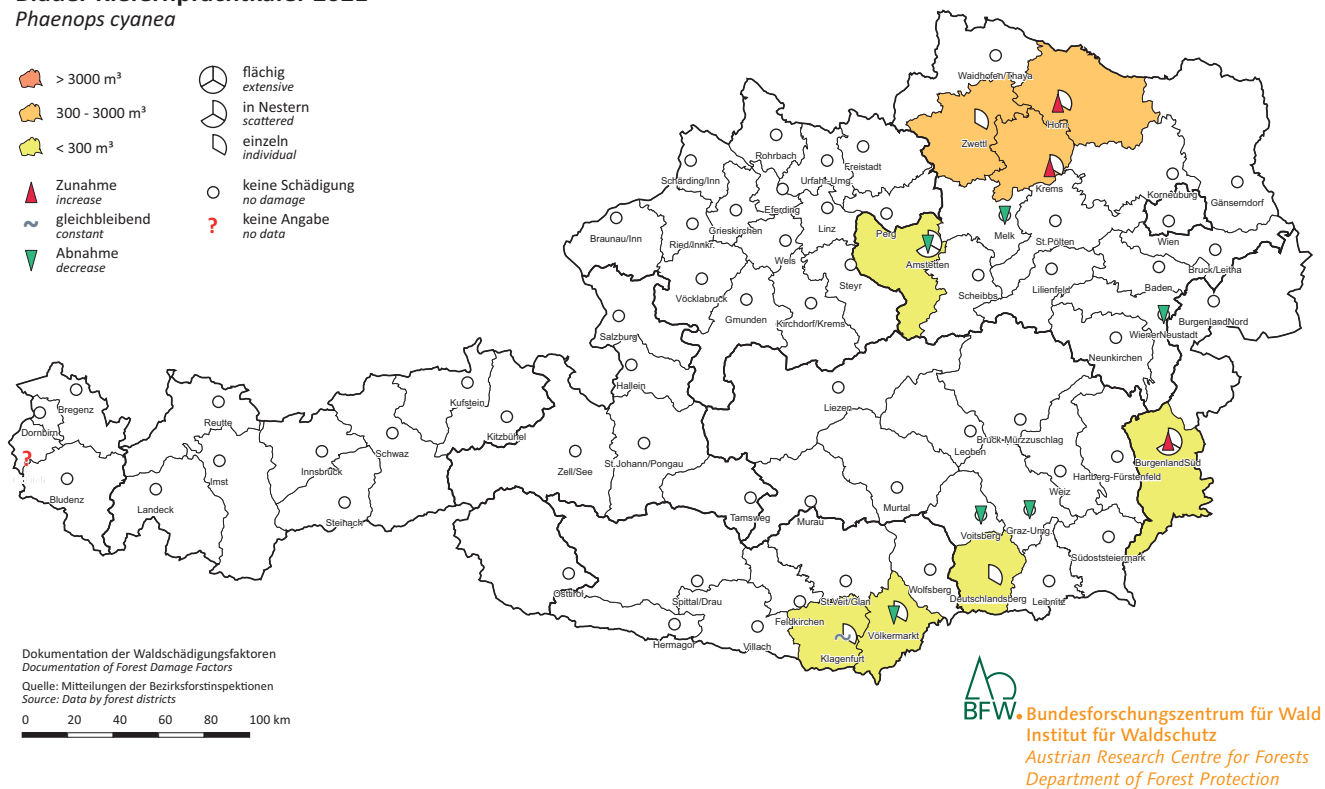 Phaenops cyanea
> 3000 m³
300 - 3000 m³
< 300 m³
Zunahme
increase
~ gleichbleibend
constant
Abnahme
decrease
flächig
extensive
in Nestern
scattered
einzeln
individual
keine Schädigung
no damage
? keine Angabe
no data
Waidhofen/Thaya
Horn
Zwettl
Krems
Rohrbach
Freistadt
Schärding/Inn
Urfahr-Umg.
Korneuburg
Gänserndorf
Eferding
Perg
Melk
St.Pölten
Wien
Braunau/Inn
Ried/Innkr.
Grieskirchen
Linz
Wels
Amstetten
Bruck/Leitha
Steyr
Scheibbs
Lilienfeld
Baden
Vöcklabruck
Gmunden
Kirchdorf/Krems
BurgenlandNord
Salzburg
WienerNeustadt
Neunkirchen
Hallein
Bregenz
Kufstein
Liezen
Dornbirn
Reutte
Kitzbühel
Bruck-Mürzzuschlag
Leoben
?
Schwaz
Innsbruck
Zell/See
St.Johann/Pongau
BurgenlandSüd
Hartberg-Fürstenfeld
Bludenz
Imst
Landeck
Weiz
Steinach
Tamsweg
Murau
Murtal
Voitsberg
Graz-Umg.
Südoststeiermark
Osttirol
Spittal/Drau
St.Veit/Glan
Wolfsberg
Deutschlandsberg
Leibnitz
Feldkirchen
Völkermarkt
Hermagor
Villach
~
Klagenfurt
Dokumentation der Waldschädigungsfaktoren
Documentation of Forest Damage Factors
Quelle: Mitteilungen der Bezirksforstinspektionen
Source: Data by forest districts
0 20 40 60 80 100 km
BFW.
Bundesforschungszentrum für Wald
Institut für Waldschutz
Austrian Research Centre for Forests
Department of Forest Protection